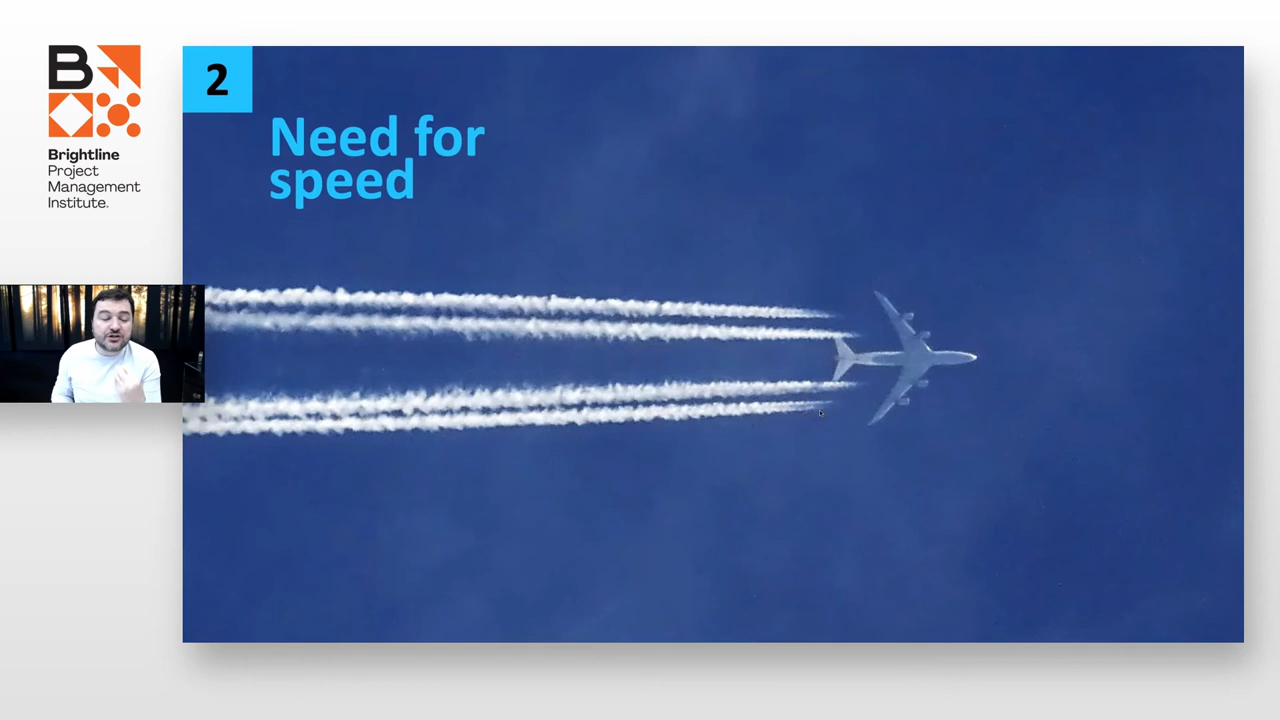 B
Brightline
Project
Management
Institute.
2
Need for
speed